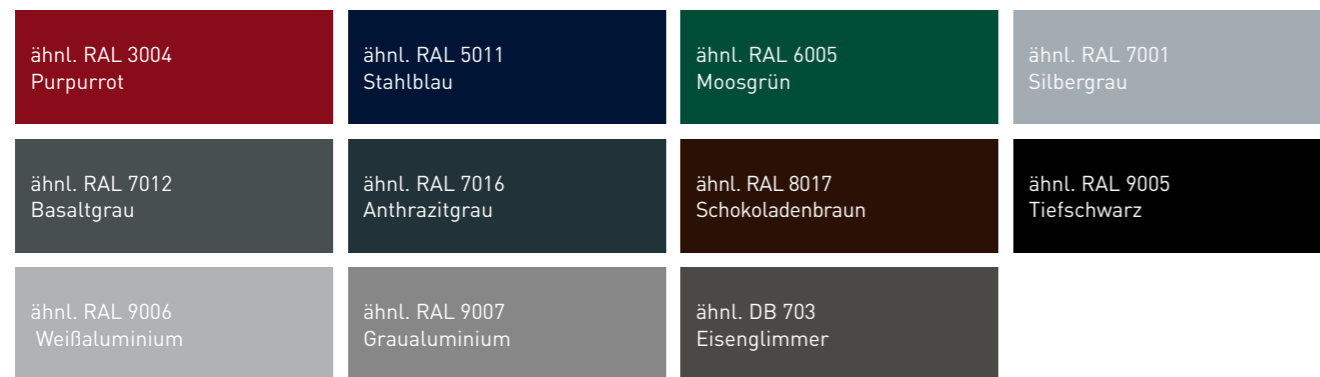 ähnl. RAL 3004
Purpurrot
ähnl. RAL 5011
Stahlblau
ähnl. RAL 6005
Moosgrün
ähnl. RAL 7001
Silbergrau
ähnl. RAL 7012
Basaltgrau
ähnl. RAL 7016
Anthrazitgrau
ähnl. RAL 8017
Schokoladenbraun
ähnl. RAL 9005
Tiefschwarz
ähnl. RAL 9006
Weißaluminium
ähnl. RAL 9007
Graualuminium
ähnl. DB 703
Eisenglimmer